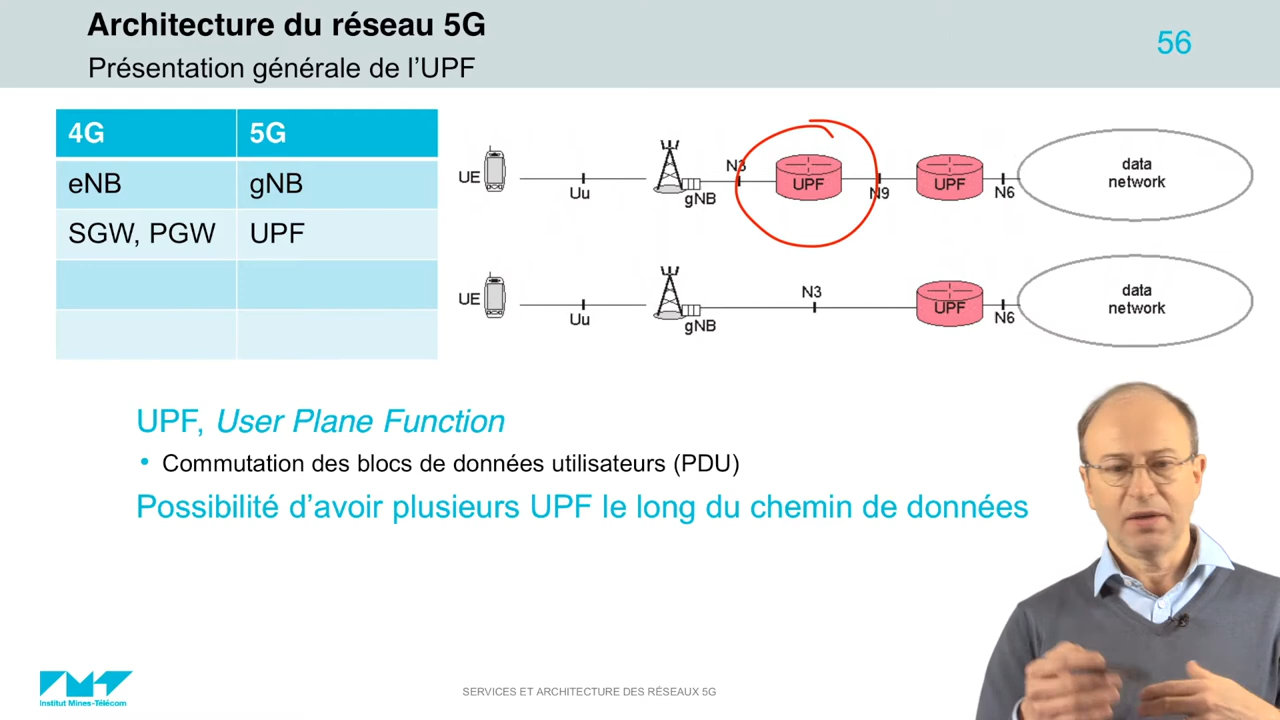 Architecture du réseau 5G
Présentation générale de l'UPF
56
4G 5G
eNB gNB
SGW, PGW UPF
UE Uu gNB N3 UPF N9 UPF N6 data
network
UE Uu gNB N3 UPF N6 data
network
UPF, User Plane Function
• Commutation des blocs de données utilisateurs (PDU)
Possibilité d'avoir plusieurs UPF le long du chemin de données
Institut Mines-Télécom
SERVICES ET ARCHITECTURE DES RÉSEAUX 5G